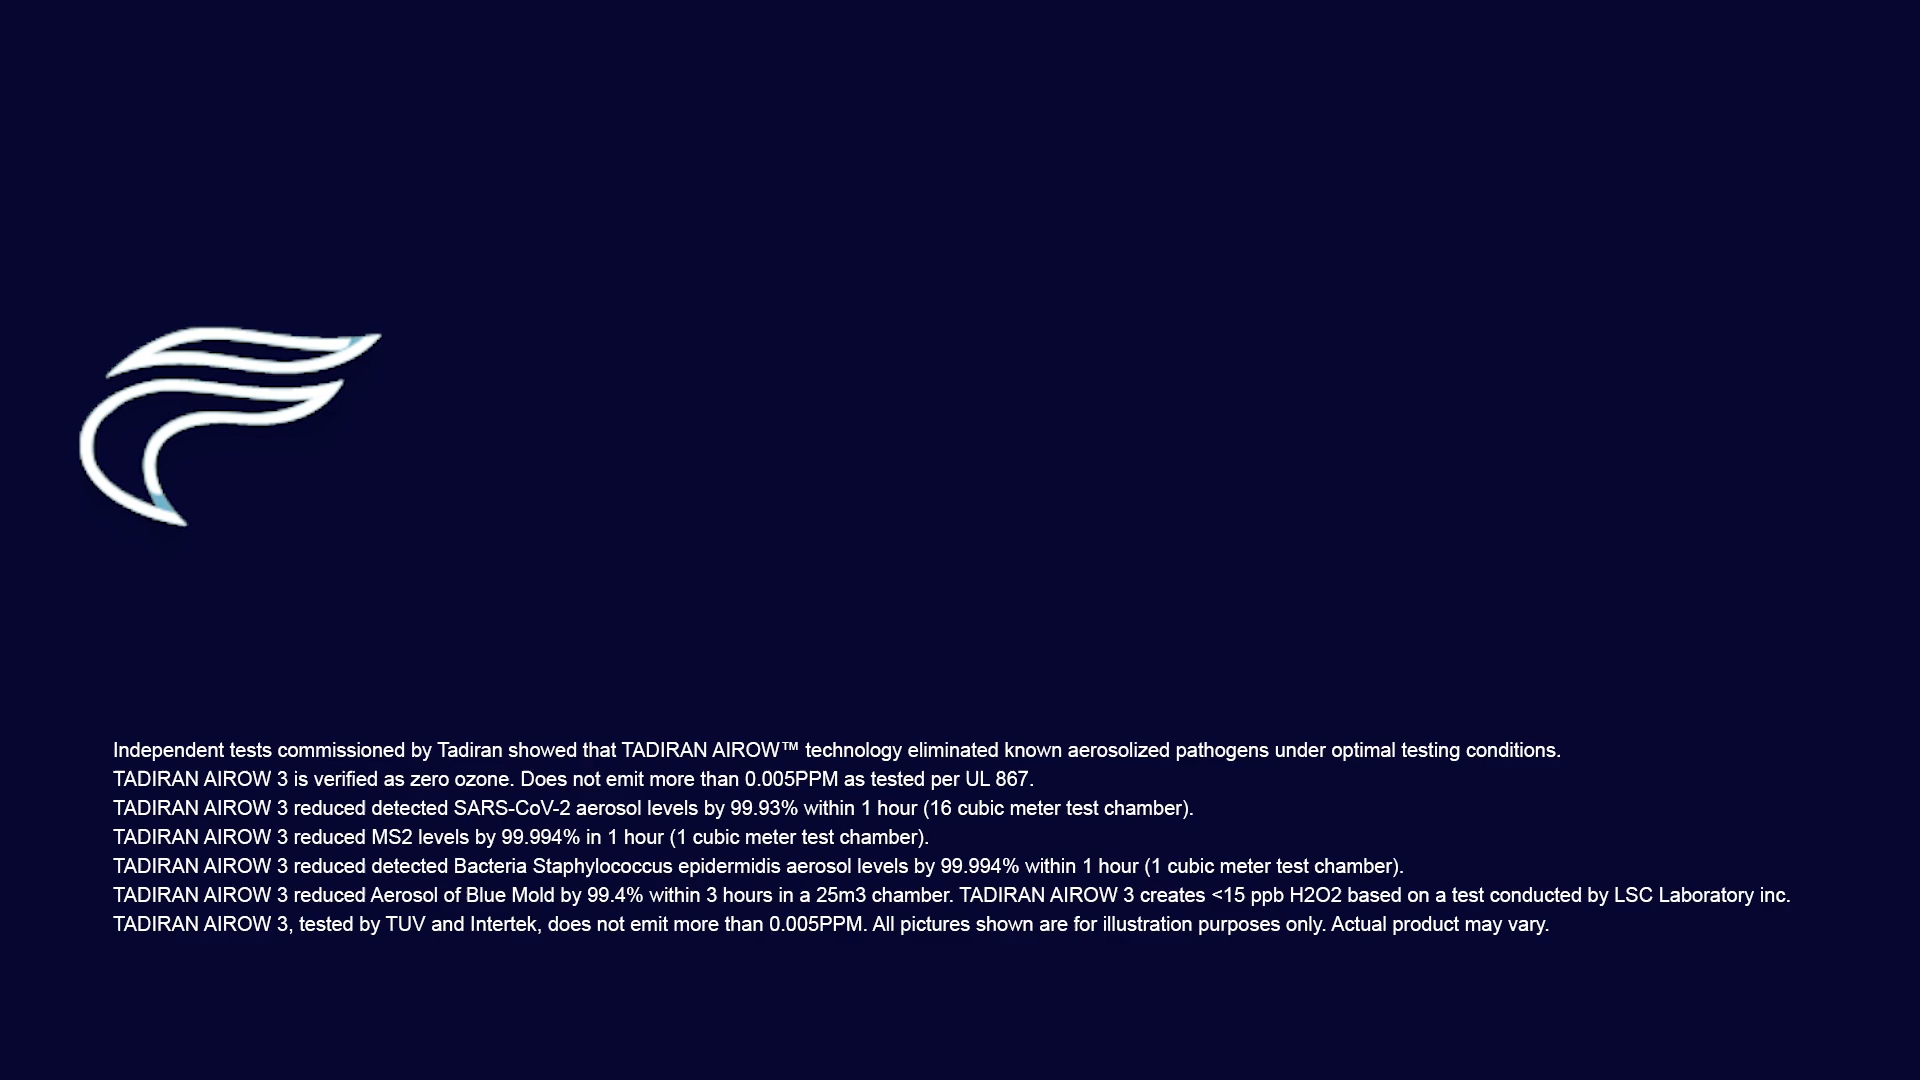 Independent tests commissioned by Tadiran showed that TADIRAN AIROW™ technology eliminated known aerosolized pathogens under optimal testing conditions.
TADIRAN AIROW 3 is verified as zero ozone. Does not emit more than 0.005PPM as tested per UL 867.
TADIRAN AIROW 3 reduced detected SARS-CoV-2 aerosol levels by 99.93% within 1 hour (16 cubic meter test chamber).
TADIRAN AIROW 3 reduced MS2 levels by 99.994% in 1 hour (1 cubic meter test chamber).
TADIRAN AIROW 3 reduced detected Bacteria Staphylococcus epidermidis aerosol levels by 99.994% within 1 hour (1 cubic meter test chamber).
TADIRAN AIROW 3 reduced Aerosol of Blue Mold by 99.4% within 3 hours in a 25m3 chamber. TADIRAN AIROW 3 creates <15 ppb H2O2 based on a test conducted by LSC Laboratory inc.
TADIRAN AIROW 3, tested by TUV and Intertek, does not emit more than 0.005PPM. All pictures shown are for illustration purposes only. Actual product may vary.